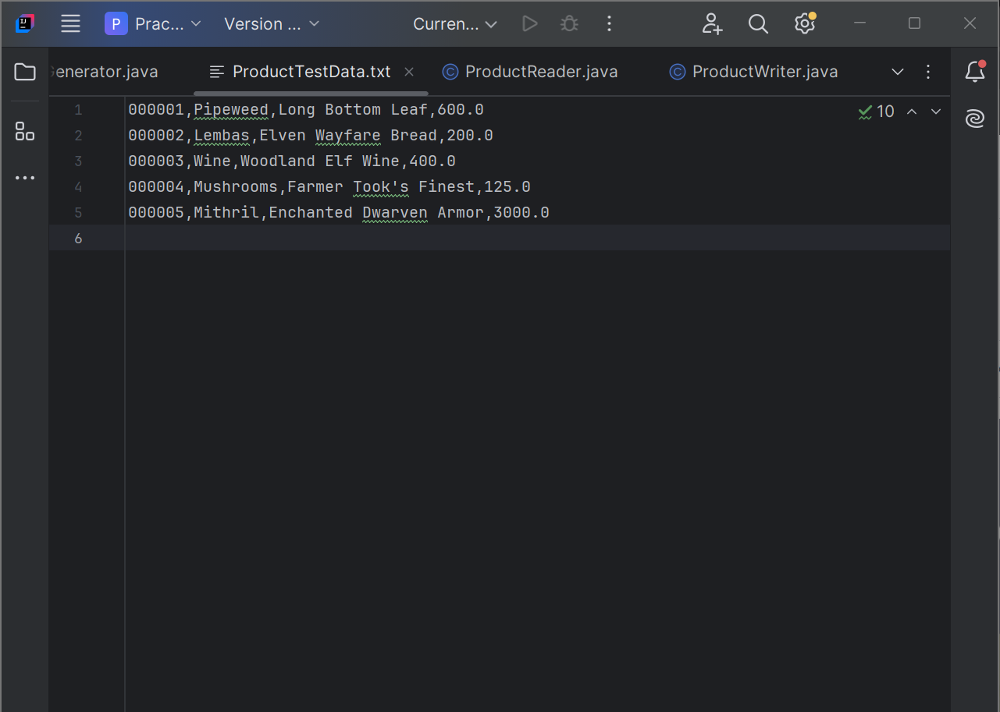 P Prac... Version ... Curren...
enerator.java ProductTestData.txt ProductReader.java ProductWriter.java
1 000001,Pipeweed,Long Bottom Leaf,600.0 10
2 000002,Lembas,Elven Wayfare Bread,200.0
3 000003,Wine,Woodland Elf Wine,400.0
4 000004,Mushrooms,Farmer Took's Finest,125.0
5 000005,Mithril,Enchanted Dwarven Armor,3000.0
6